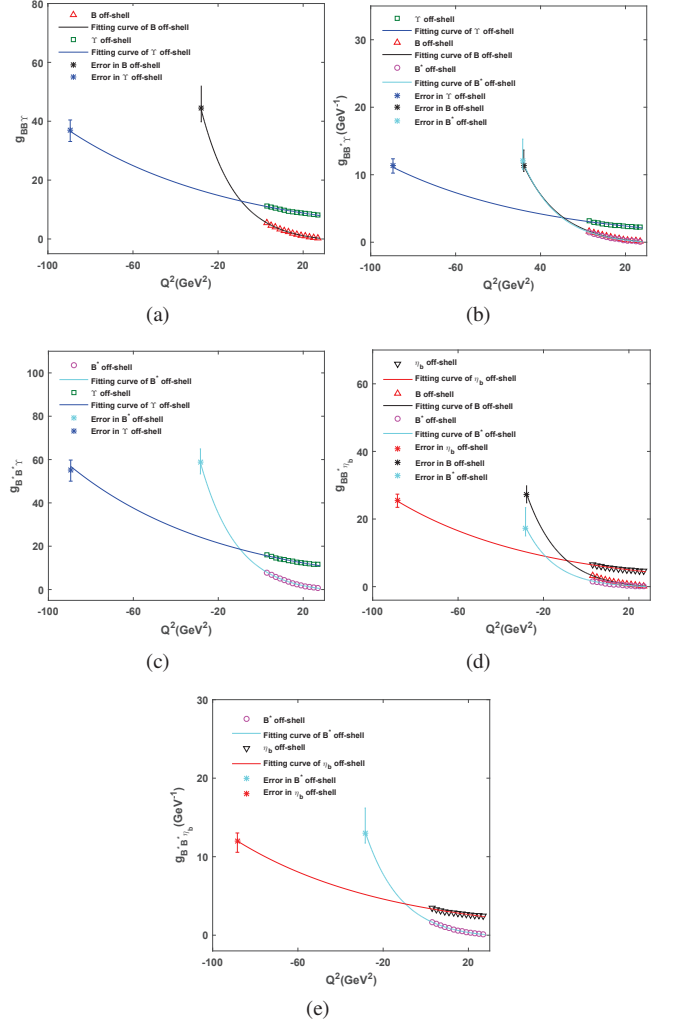 80
60
40
20
0
-100
-60
-20
20
g_{BBΥ}
Q²(GeV²)
B off-shell
Fitting curve of B off-shell
Υ off-shell
Fitting curve of Υ off-shell
Error in B off-shell
Error in Υ off-shell
(a)
30
20
10
0
-100
-60
40
-20
20
g_{BB*Υ}(GeV⁻¹)
Q²(GeV²)
Υ off-shell
Fitting curve of Υ off-shell
B off-shell
Fitting curve of B off-shell
B* off-shell
Fitting curve of B* off-shell
Error in Υ off-shell
Error in B off-shell
Error in B* off-shell
(b)
100
80
60
40
20
0
-100
-60
-20
20
g_{B*B*Υ}
Q²(GeV²)
B* off-shell
Fitting curve of B* off-shell
Υ off-shell
Fitting curve of Υ off-shell
Error in B* off-shell
Error in Υ off-shell
(c)
60
40
20
0
-100
-60
-20
20
g_{BB*η_b}
Q²(GeV²)
η_b off-shell
Fitting curve of η_b off-shell
B off-shell
Fitting curve of B off-shell
B* off-shell
Fitting curve of B* off-shell
Error in η_b off-shell
Error in B off-shell
Error in B* off-shell
(d)
30
20
10
0
-100
-60
-20
20
g_{B*B*η_b}(GeV⁻¹)
Q²(GeV²)
B* off-shell
Fitting curve of B* off-shell
η_b off-shell
Fitting curve of η_b off-shell
Error in B* off-shell
Error in η_b off-shell
(e)